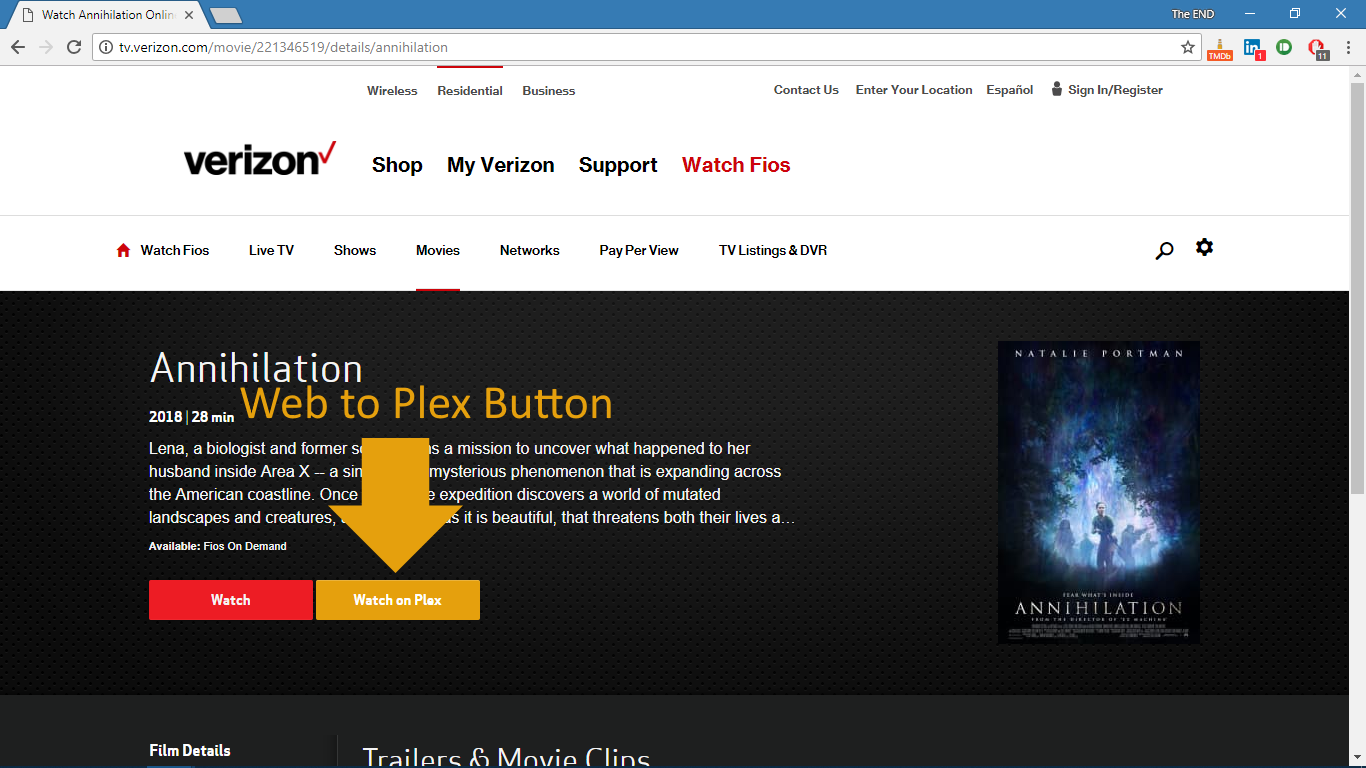 Watch Annihilation Onlin
The END
tv.verizon.com/movie/221346519/details/annihilation
TMDb
in
1
11
Wireless
Residential
Business
Contact Us
Enter Your Location
Español
Sign In/Register
verizon
Shop
My Verizon
Support
Watch Fios
Watch Fios
Live TV
Shows
Movies
Networks
Pay Per View
TV Listings & DVR
Annihilation
Web to Plex Button
2018 | 28 min
Lena, a biologist and former s as a mission to uncover what happened to her
husband inside Area X -- a sin mysterious phenomenon that is expanding across
the American coastline. Once e expedition discovers a world of mutated
landscapes and creatures, as it is beautiful, that threatens both their lives a…
Available: Fios On Demand
Watch
Watch on Plex
NATALIE PORTMAN
FEAR WHAT'S INSIDE
ANNIHILATION
FROM THE DIRECTOR OF 'EX MACHINA'
Film Details
Trailers & Movie Clips